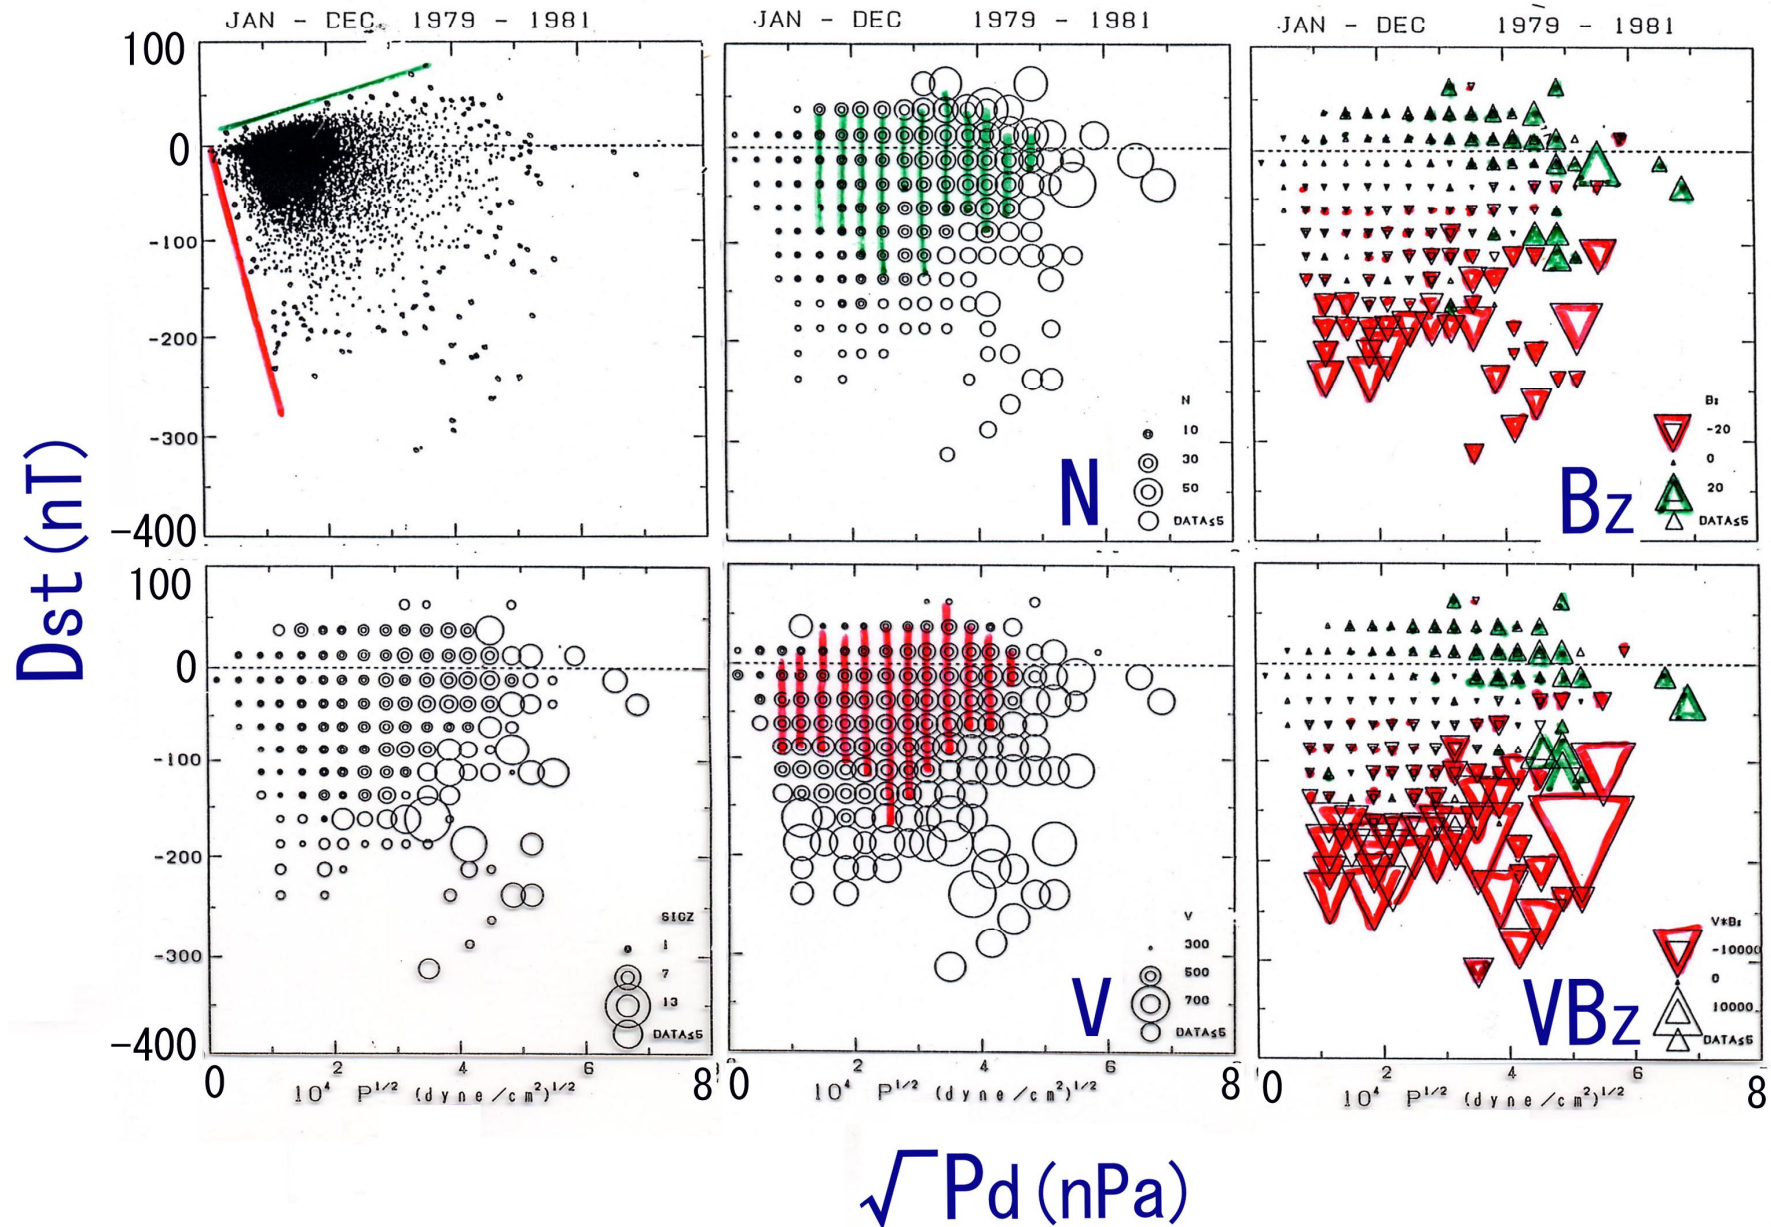 JAN - DEC 1979 - 1981
JAN - DEC 1979 - 1981
JAN - DEC 1979 - 1981
100
0
-100
-200
-300
-400
Dst (nT)
N
10
30
50
DATA≤5
N
Bz
-20
0
20
DATA≤5
Bz
100
0
-100
-200
-300
-400
SIGZ
1
7
13
DATA≤5
V
300
500
700
DATA≤5
V
V*Bz
-10000
0
10000
DATA≤5
VBz
0 2 4 6 8
10⁴ P¹/² (dyne/cm²)¹/²
0 2 4 6 8
10⁴ P¹/² (dyne/cm²)¹/²
0 2 4 6 8
10⁴ P¹/² (dyne/cm²)¹/²
√Pd (nPa)